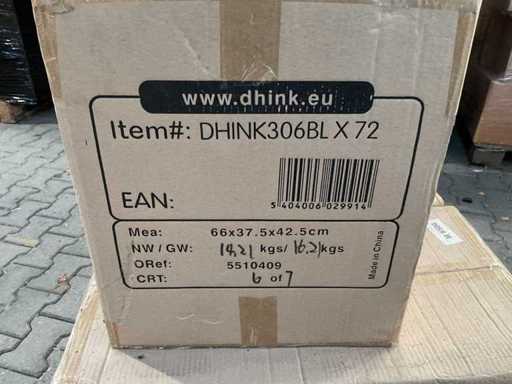 www.dhink.eu
Item#: DHINK306BL X 72
EAN:
5 404006 029914
Mea: 66x37.5x42.5cm
NW / GW: 14.21 kgs/ 16.21 kgs
ORef: 5510409
CRT: 6 of 7
Made in China